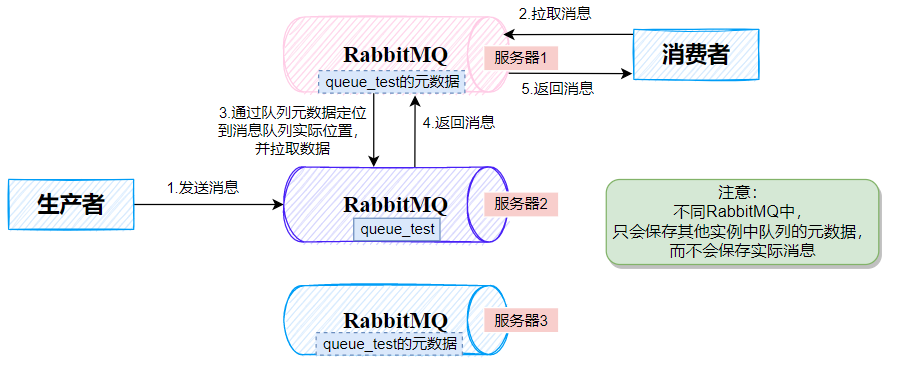 2.拉取消息
RabbitMQ
服务器1
消费者
queue_test的元数据
5.返回消息
3.通过队列元数据定位
到消息队列实际位置，
并拉取数据
4.返回消息
1.发送消息
生产者
RabbitMQ
服务器2
queue_test
注意：
不同RabbitMQ中，
只会保存其他实例中队列的元数据，
而不会保存实际消息
RabbitMQ
服务器3
queue_test的元数据